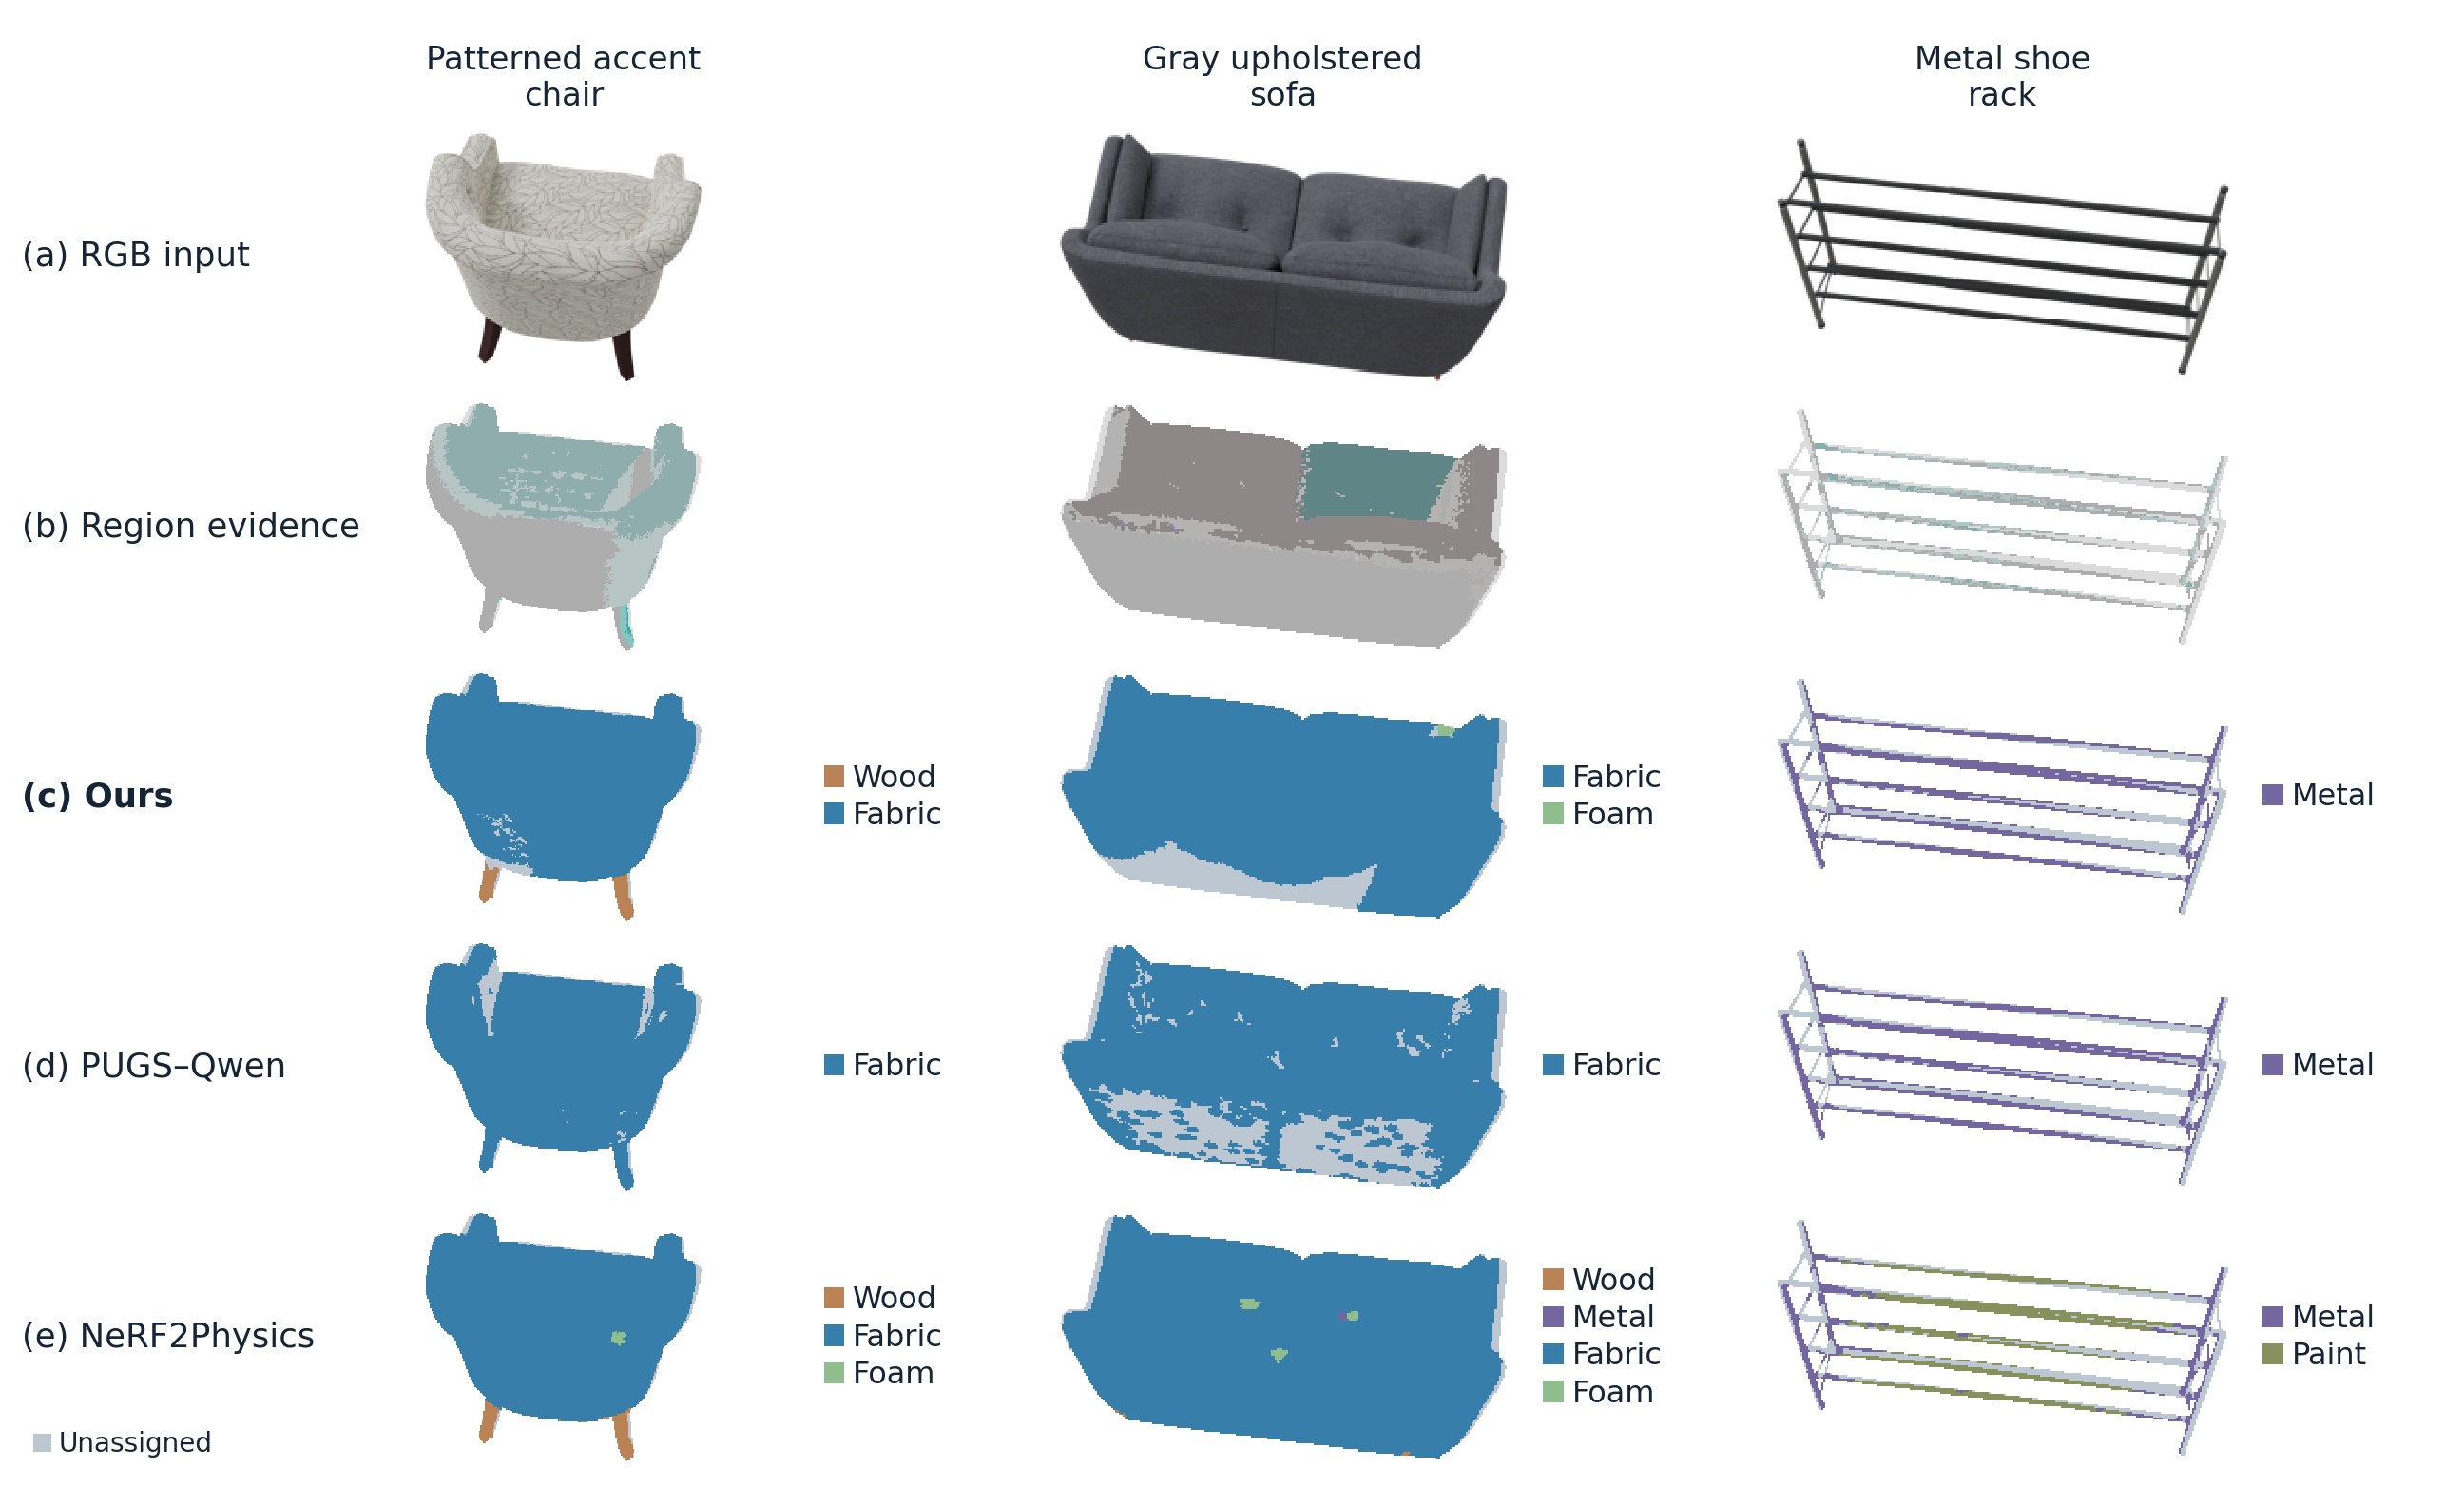 Patterned accent
chair
Gray upholstered
sofa
Metal shoe
rack
(a) RGB input
(b) Region evidence
(c) Ours
Wood
Fabric
Fabric
Foam
Metal
(d) PUGS–Qwen
Fabric
Fabric
Metal
(e) NeRF2Physics
Wood
Fabric
Foam
Wood
Metal
Fabric
Foam
Metal
Paint
Unassigned